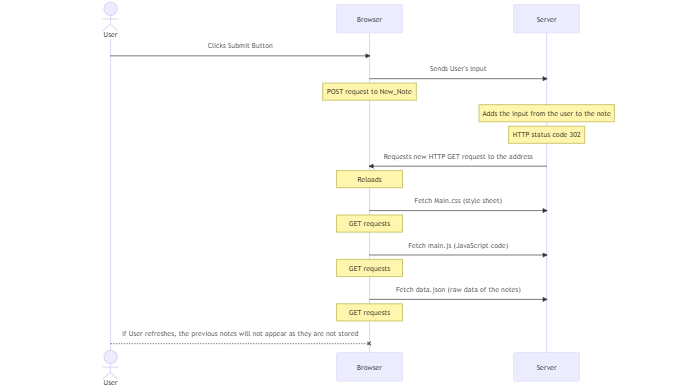 User
Browser
Server
Clicks Submit Button
Sends User's Input
POST request to New_Note
Adds the input from the user to the note
HTTP status code 302
Requests new HTTP GET request to the address
Reloads
Fetch Main.css (style sheet)
GET requests
Fetch main.js (JavaScript code)
GET requests
Fetch data.json (raw data of the notes)
GET requests
If User refreshes, the previous notes will not appear as they are not stored
User
Browser
Server